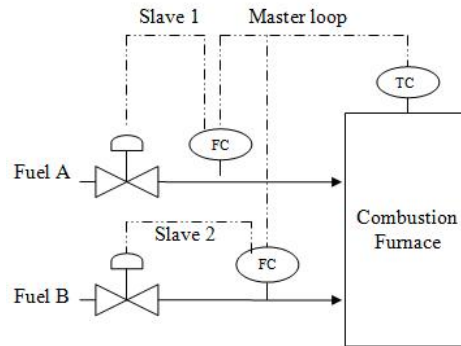 Slave 1
Master loop
TC
FC
Fuel A
Combustion
Furnace
Slave 2
FC
Fuel B